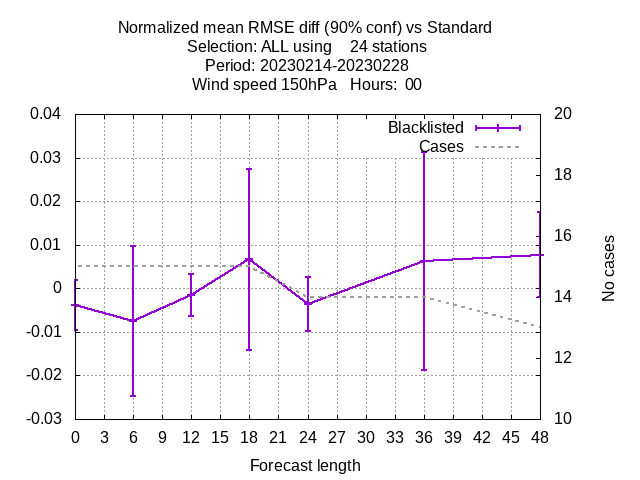 Normalized mean RMSE diff (90% conf) vs Standard
Selection: ALL using    24 stations
Period: 20230214-20230228
Wind speed 150hPa   Hours:  00
Blacklisted
Cases
0.04
0.03
0.02
0.01
0
-0.01
-0.02
-0.03
20
18
16
14
12
10
No cases
0 3 6 9 12 15 18 21 24 27 30 33 36 39 42 45 48
Forecast length